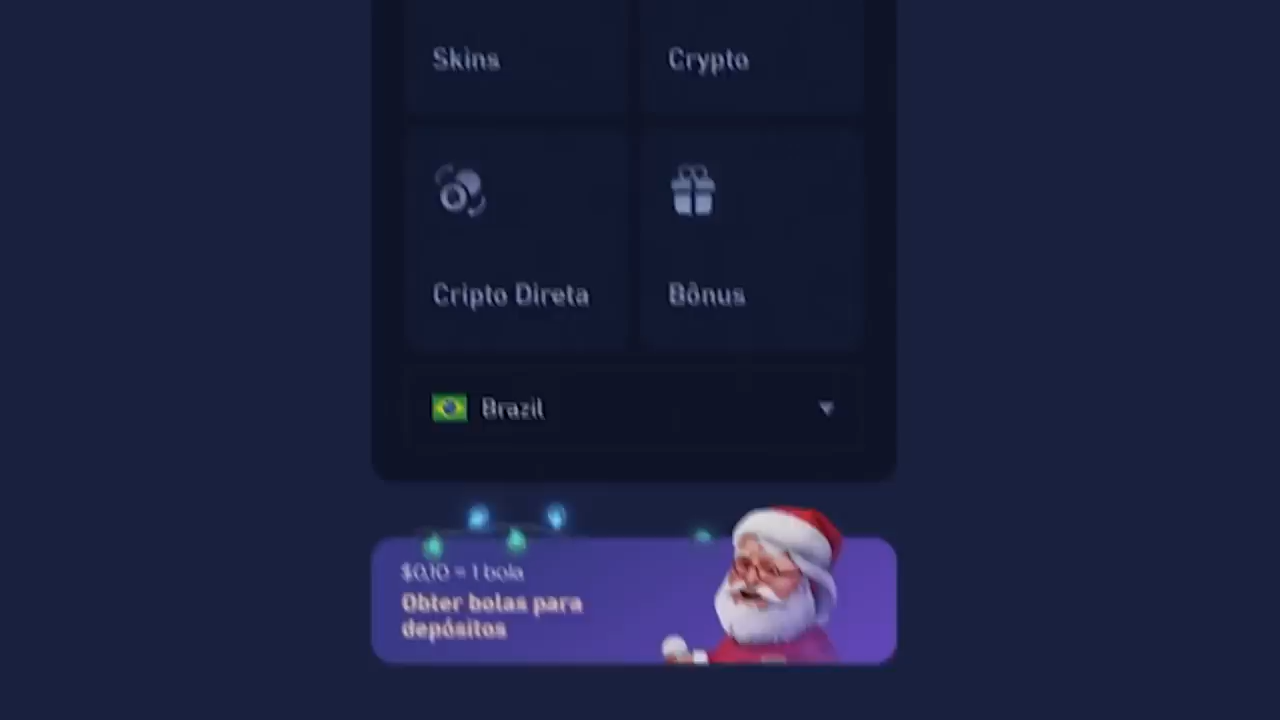 Skins
Crypto
Cripto Direta
Bônus
Brazil
$0,10 = 1 bola
Obter bolas para
depósitos